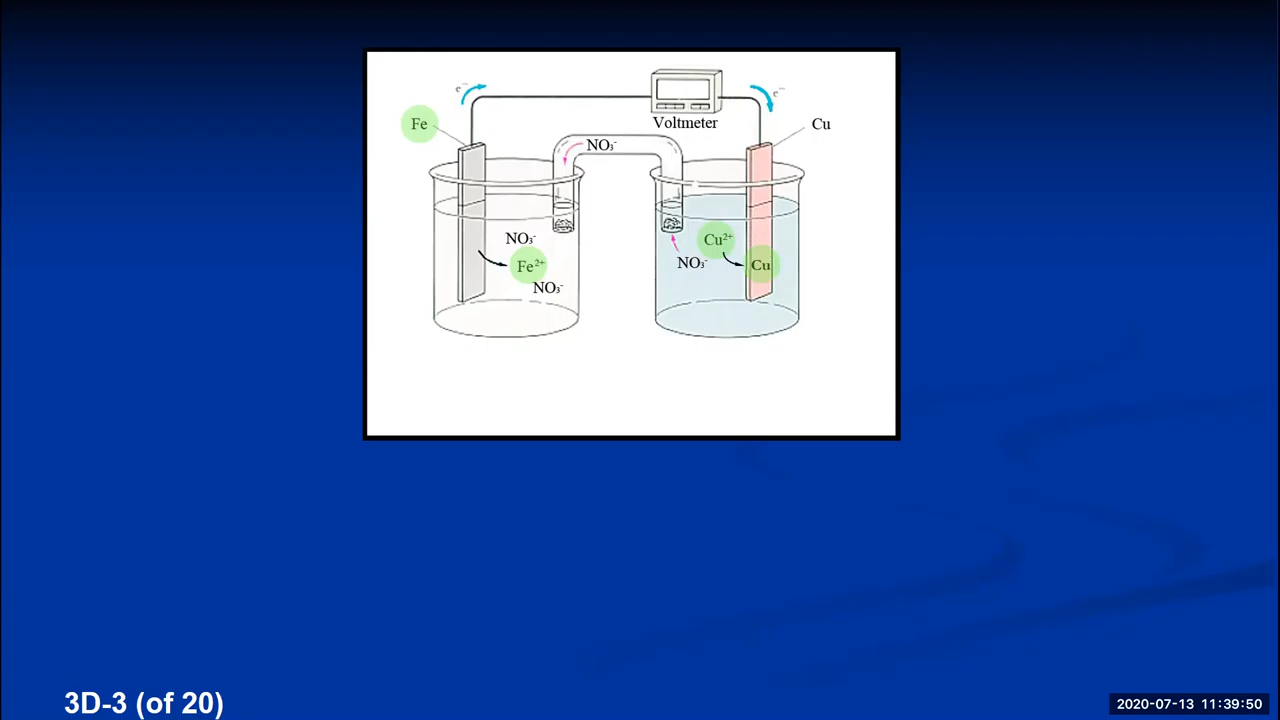 e⁻
e⁻
Voltmeter
Fe
Cu
NO₃⁻
NO₃⁻
Fe²⁺
NO₃⁻
Cu²⁺
NO₃⁻
Cu
3D-3 (of 20)
2020-07-13 11:39:50